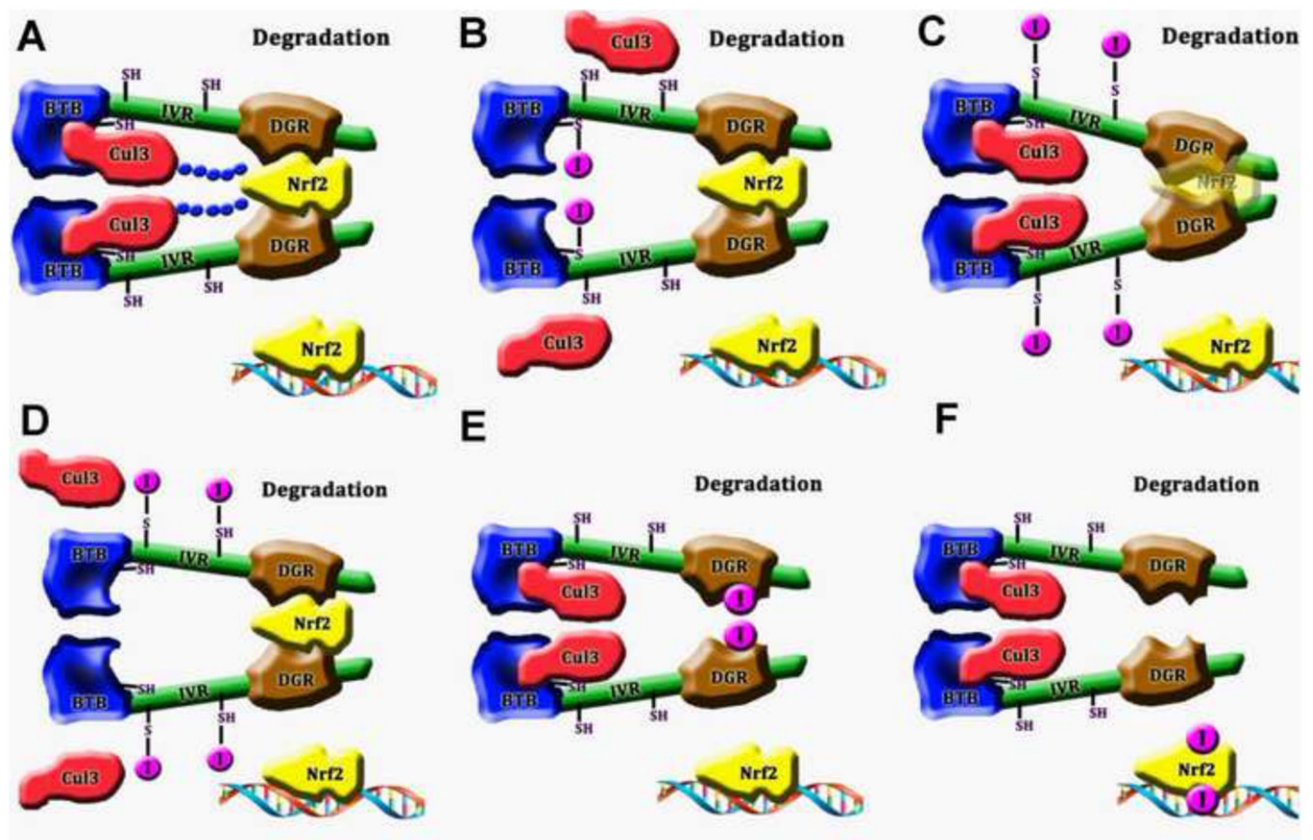 A
Degradation
SH
SH
BTB
IVR
SH
DGR
Cul3
Nrf2
Cul3
SH
DGR
BTB
IVR
SH
SH
Nrf2
B
Cul3
Degradation
SH
SH
BTB
IVR
S
DGR
I
Nrf2
I
S
DGR
BTB
IVR
SH
SH
Cul3
Nrf2
C
I
I
Degradation
S
S
BTB
SH
IVR
DGR
Cul3
Nrf2
Cul3
DGR
SH
BTB
IVR
S
S
I
I
Nrf2
D
Cul3
I
I
Degradation
S
SH
BTB
IVR
SH
DGR
Nrf2
SH
DGR
BTB
IVR
S
SH
I
I
Cul3
Nrf2
E
Degradation
SH
SH
BTB
IVR
SH
DGR
Cul3
I
I
Cul3
SH
DGR
BTB
IVR
SH
SH
Nrf2
F
Degradation
SH
SH
BTB
IVR
SH
DGR
Cul3
Cul3
SH
DGR
BTB
IVR
SH
SH
I
Nrf2
I